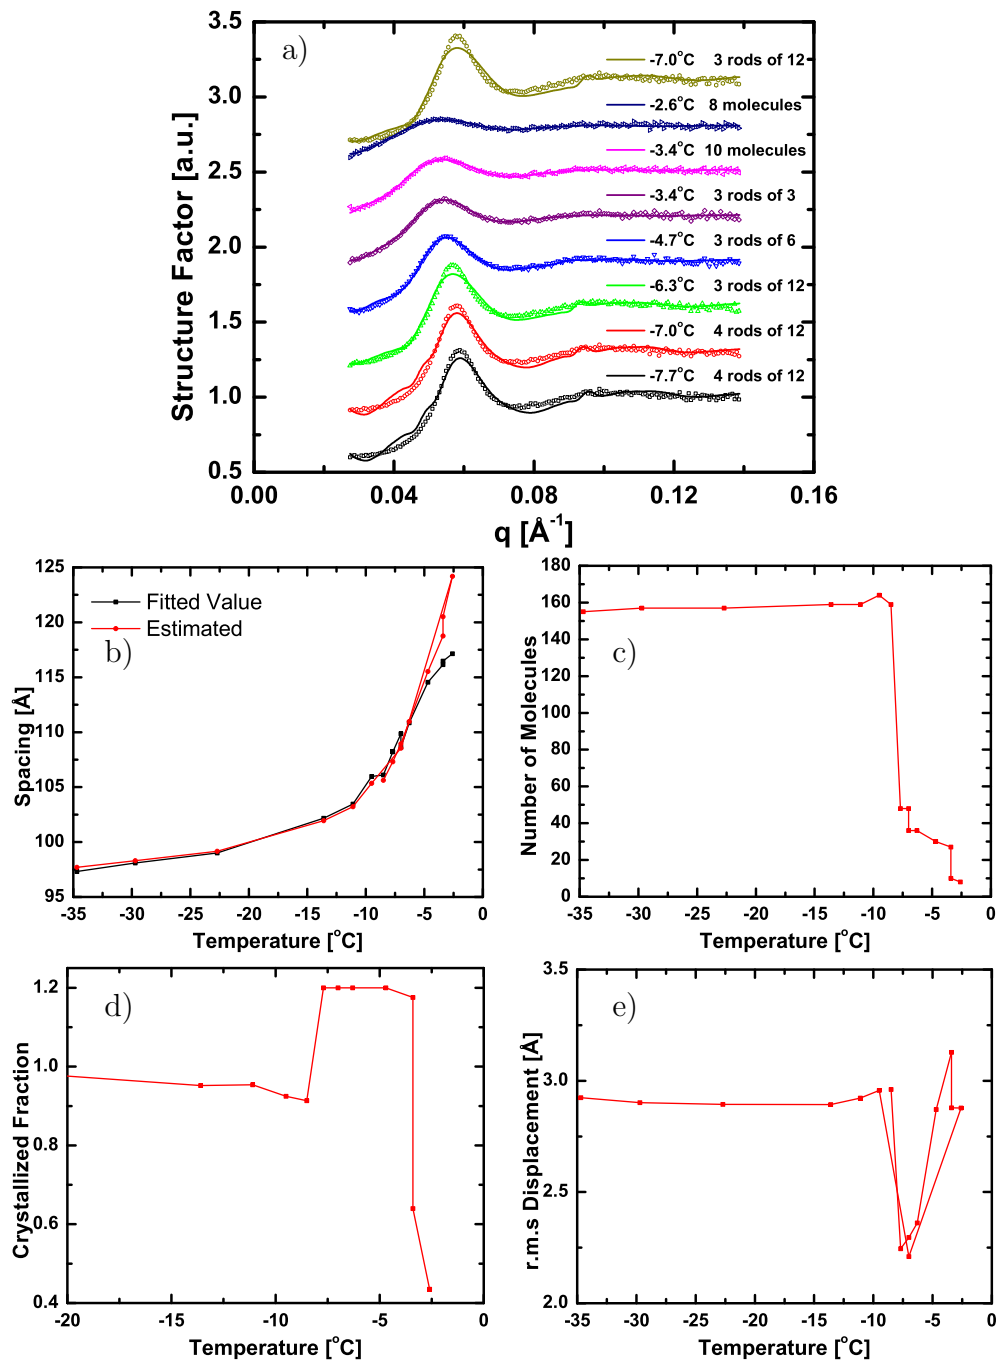 a)
3.5
3.0
2.5
2.0
1.5
1.0
0.5
Structure Factor [a.u.]
-7.0°C 3 rods of 12
-2.6°C 8 molecules
-3.4°C 10 molecules
-3.4°C 3 rods of 3
-4.7°C 3 rods of 6
-6.3°C 3 rods of 12
-7.0°C 4 rods of 12
-7.7°C 4 rods of 12
0.00 0.04 0.08 0.12 0.16
q [Å⁻¹]
b)
125
120
115
110
105
100
95
Spacing [Å]
Fitted Value
Estimated
-35 -30 -25 -20 -15 -10 -5 0
Temperature [°C]
c)
180
160
140
120
100
80
60
40
20
0
Number of Molecules
-35 -30 -25 -20 -15 -10 -5 0
Temperature [°C]
d)
1.2
1.0
0.8
0.6
0.4
Crystallized Fraction
-20 -15 -10 -5 0
Temperature [°C]
e)
3.5
3.0
2.5
2.0
r.m.s Displacement [Å]
-35 -30 -25 -20 -15 -10 -5 0
Temperature [°C]